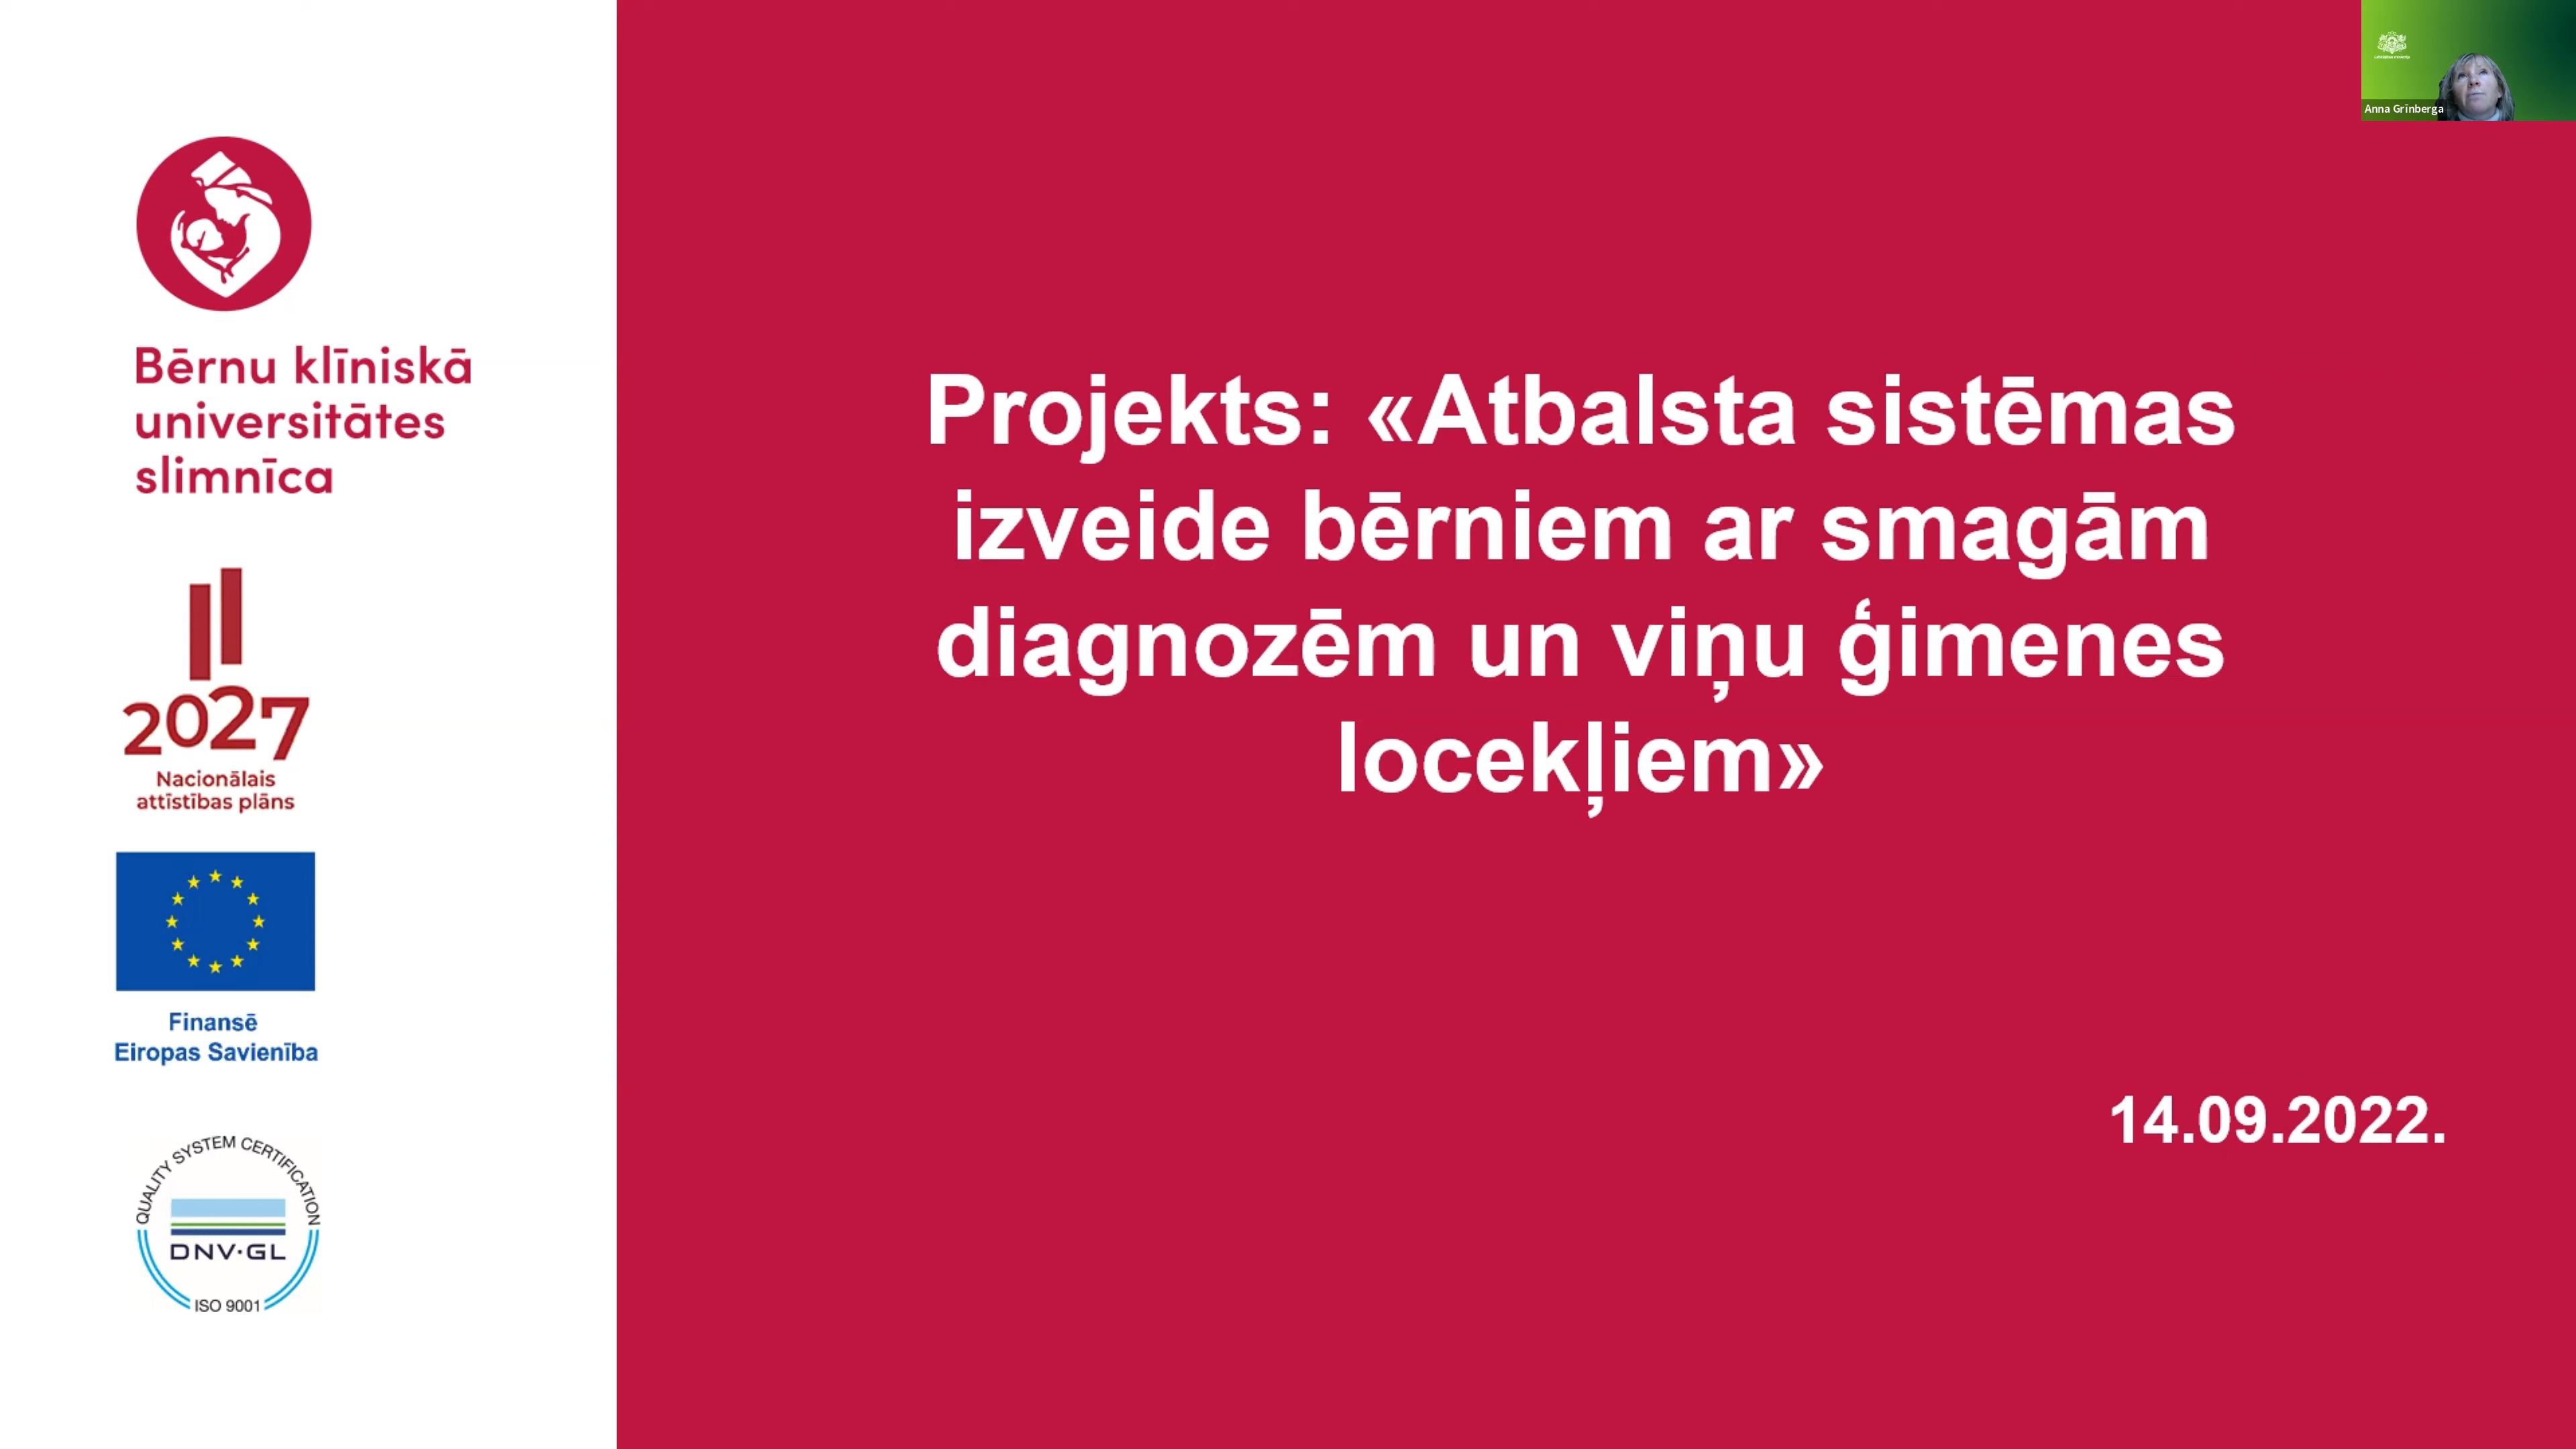 Bērnu klīniskā
universitātes
slimnīca
2027
Nacionālais
attīstības plāns
Finansē
Eiropas Savienība
QUALITY SYSTEM CERTIFICATION
DNV·GL
ISO 9001
Projekts: «Atbalsta sistēmas
izveide bērniem ar smagām
diagnozēm un viņu ģimenes
locekļiem»
14.09.2022.
Anna Grīnberga